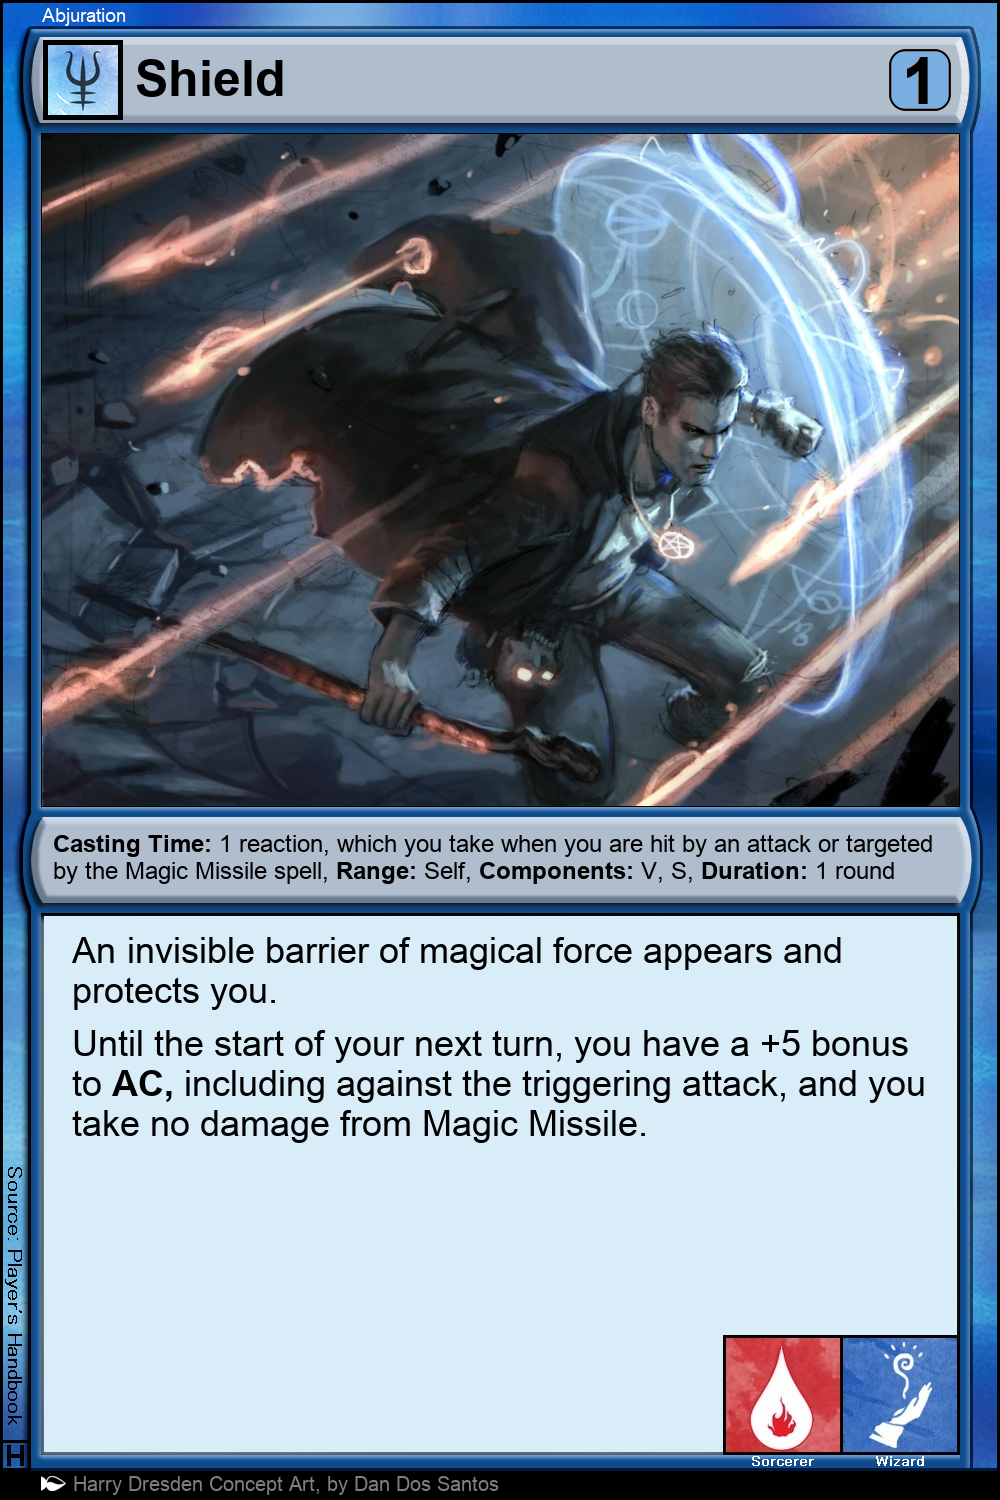 Abjuration
Shield
1
Casting Time: 1 reaction, which you take when you are hit by an attack or targeted
by the Magic Missile spell, Range: Self, Components: V, S, Duration: 1 round
An invisible barrier of magical force appears and
protects you.
Until the start of your next turn, you have a +5 bonus
to AC, including against the triggering attack, and you
take no damage from Magic Missile.
Source: Player's Handbook
H
Sorcerer
Wizard
Harry Dresden Concept Art, by Dan Dos Santos